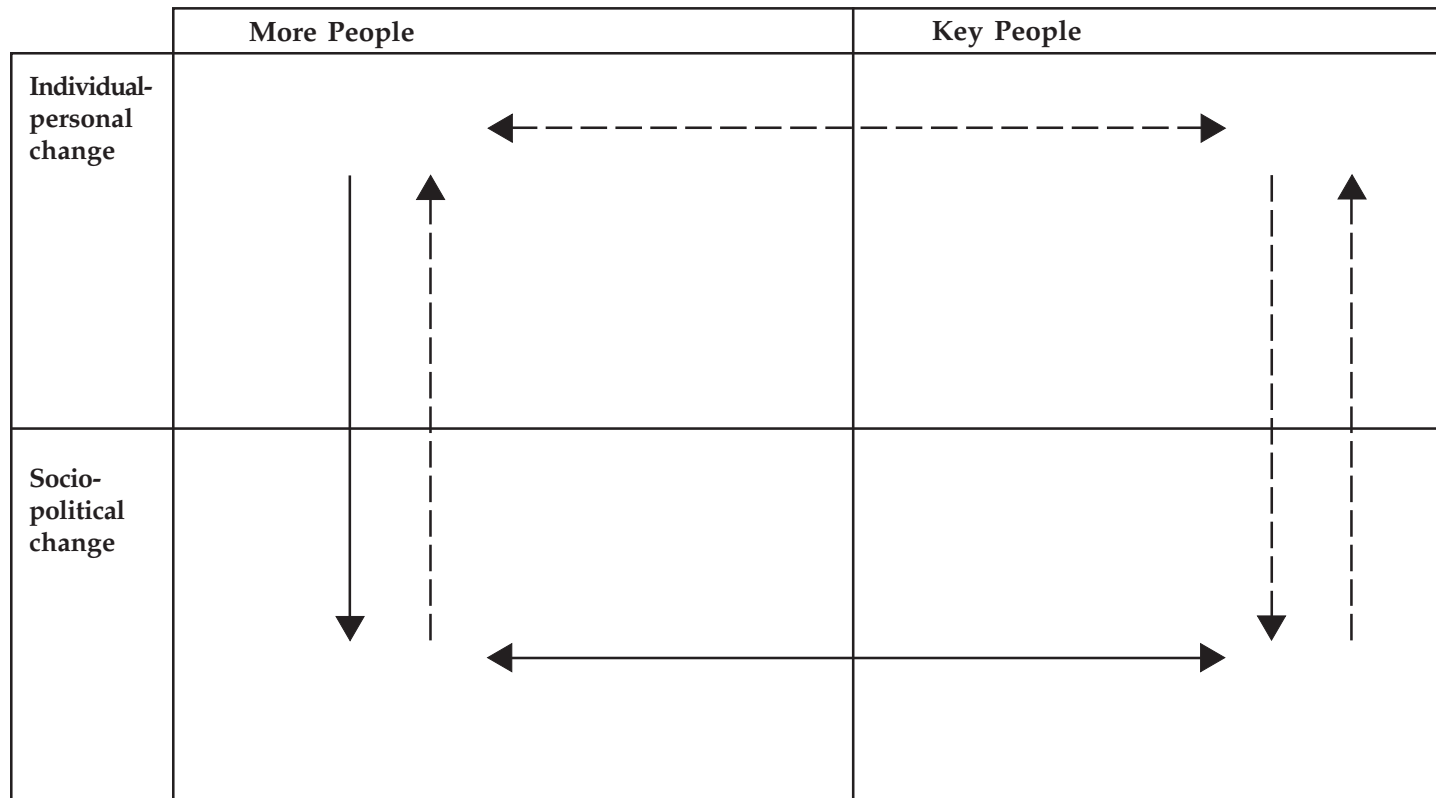 More People
Key People
Individual-
personal
change
Socio-
political
change